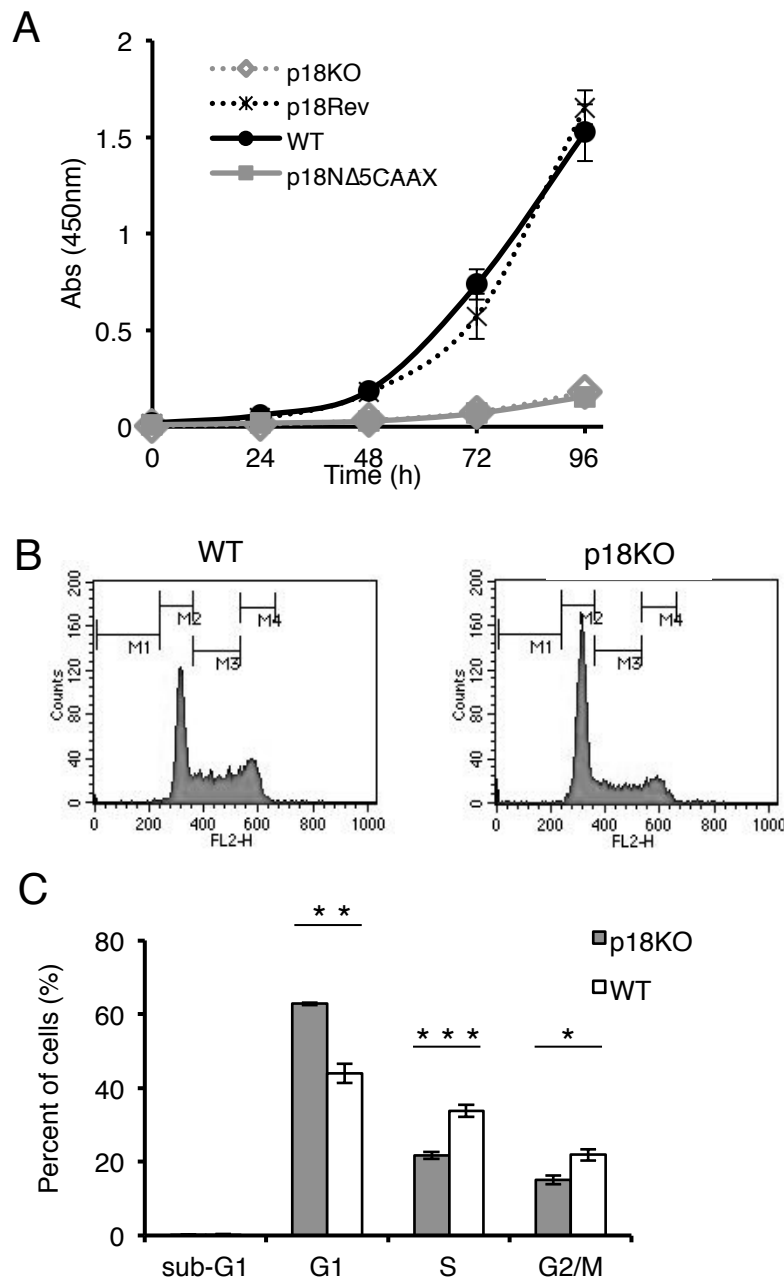 A
2
1.5
1
0.5
0
Abs (450nm)
p18KO
p18Rev
WT
p18NΔ5CAAX
0 24 48 72 96
Time (h)
B
WT
200
160
120
80
40
0
Counts
M1
M2
M3
M4
0 200 400 600 800 1000
FL2-H
p18KO
200
160
120
80
40
0
Counts
M1
M2
M3
M4
0 200 400 600 800 1000
FL2-H
C
80
60
40
20
0
Percent of cells (%)
* *
* * *
*
p18KO
WT
sub-G1 G1 S G2/M